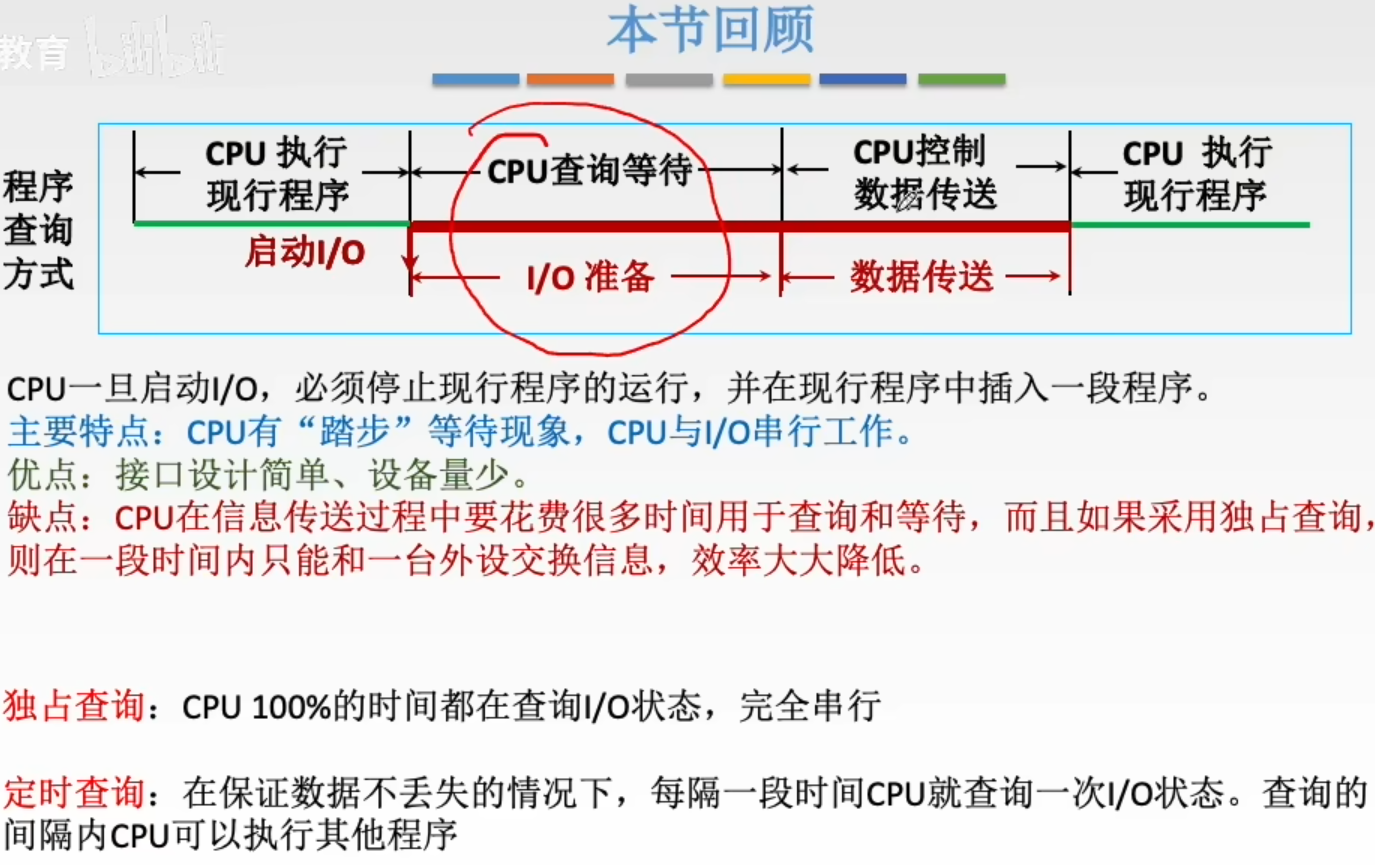 本节回顾
教育 bilibili
程序
查询
方式
CPU 执行
现行程序
CPU查询等待
CPU控制
数据传送
CPU 执行
现行程序
启动I/O
I/O 准备
数据传送
CPU一旦启动I/O，必须停止现行程序的运行，并在现行程序中插入一段程序。
主要特点：CPU有“踏步”等待现象，CPU与I/O串行工作。
优点：接口设计简单、设备量少。
缺点：CPU在信息传送过程中要花费很多时间用于查询和等待，而且如果采用独占查询，
则在一段时间内只能和一台外设交换信息，效率大大降低。
独占查询：CPU 100%的时间都在查询I/O状态，完全串行
定时查询：在保证数据不丢失的情况下，每隔一段时间CPU就查询一次I/O状态。查询的
间隔内CPU可以执行其他程序